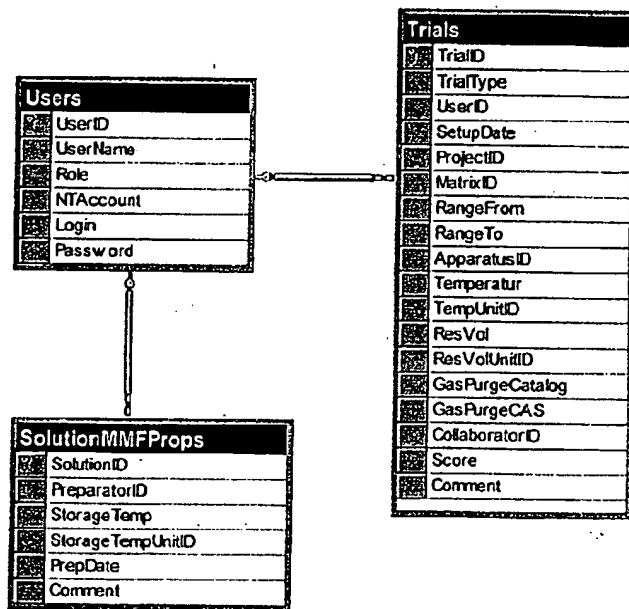 Users
UserID
UserName
Role
NTAccount
Login
Password
Trials
TrialID
TrialType
UserID
SetupDate
ProjectID
MatrixID
RangeFrom
RangeTo
ApparatusID
Temperatur
TempUnitID
ResVol
ResVolUnitID
GasPurgeCatalog
GasPurgeCAS
CollaboratorID
Score
Comment
SolutionMMFProps
SolutionID
PreparatorID
StorageTemp
StorageTempUnitID
PrepDate
Comment